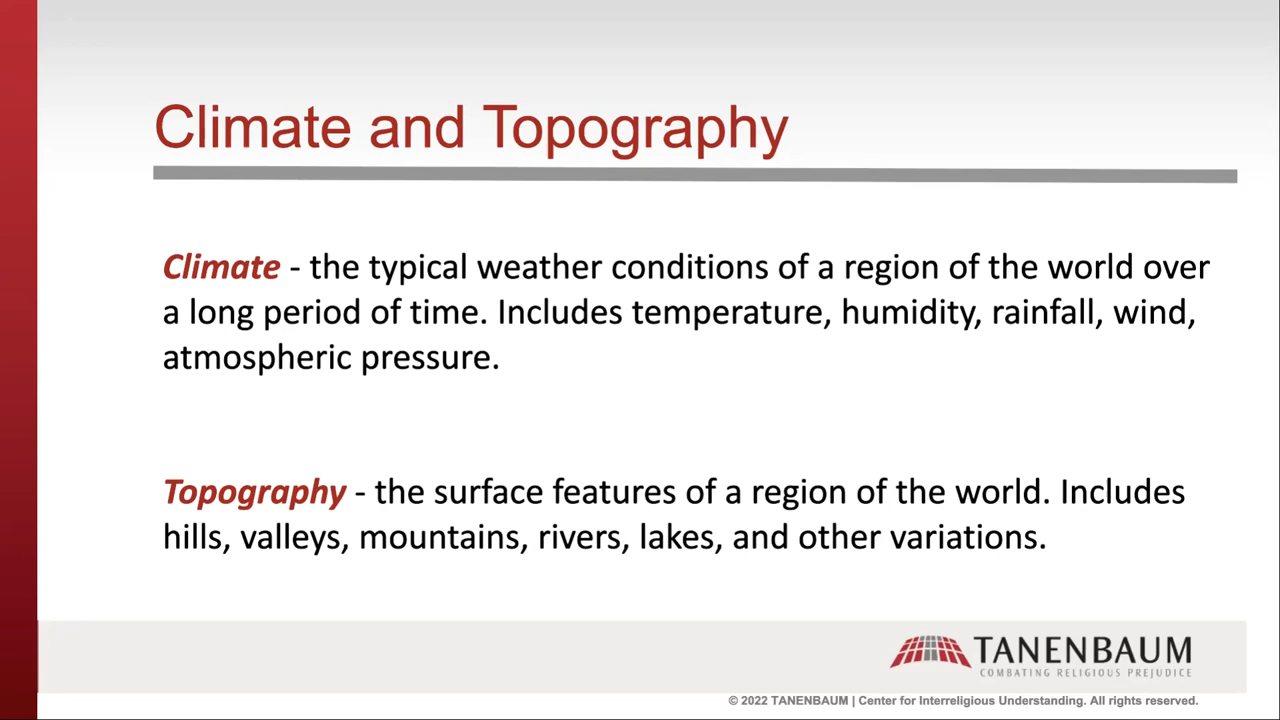 Climate and Topography
Climate - the typical weather conditions of a region of the world over
a long period of time. Includes temperature, humidity, rainfall, wind,
atmospheric pressure.
Topography - the surface features of a region of the world. Includes
hills, valleys, mountains, rivers, lakes, and other variations.
TANENBAUM
COMBATING RELIGIOUS PREJUDICE
© 2022 TANENBAUM | Center for Interreligious Understanding. All rights reserved.